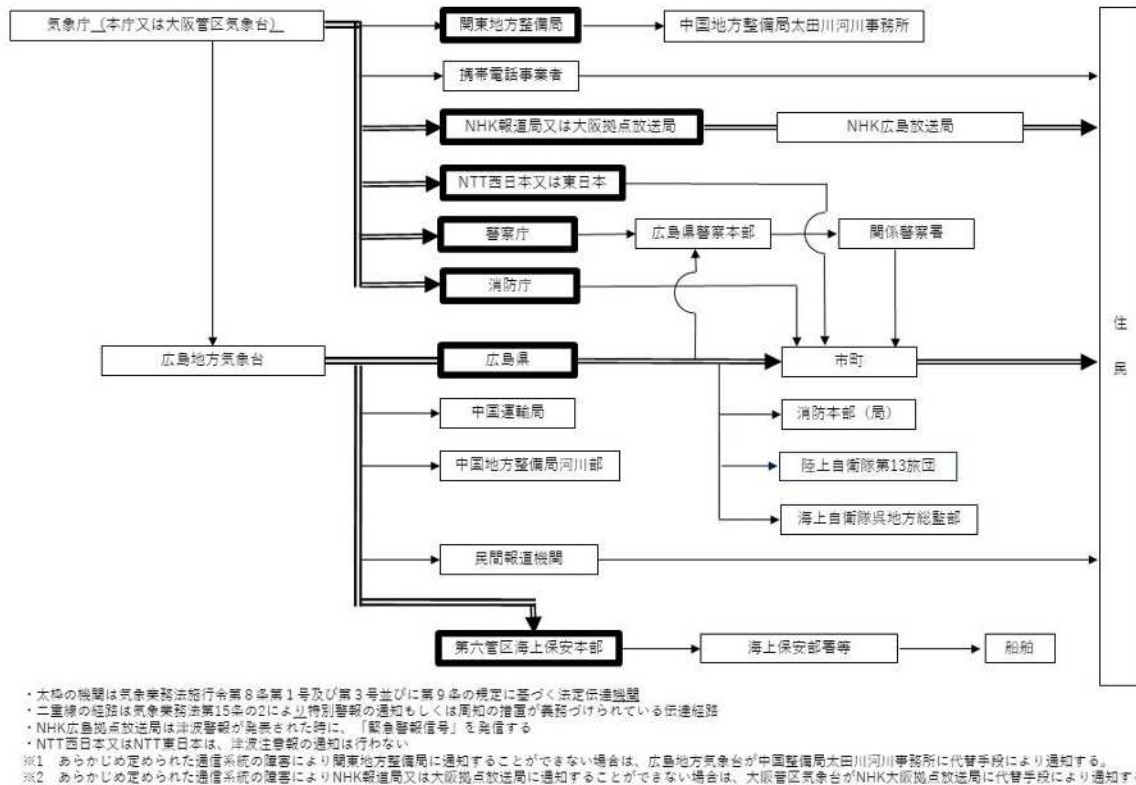 気象庁（本庁又は大阪管区気象台）
関東地方整備局
中国地方整備局太田川河川事務所
携帯電話事業者
NHK報道局又は大阪拠点放送局
NHK広島放送局
NTT西日本又は東日本
警察庁
広島県警察本部
関係警察署
消防庁
住民
広島地方気象台
広島県
市町
中国運輸局
消防本部（局）
中国地方整備局河川部
陸上自衛隊第13旅団
海上自衛隊呉地方総監部
民間報道機関
第六管区海上保安本部
海上保安部署等
船舶
・太枠の機関は気象業務法施行令第８条第１号及び第３号並びに第９条の規定に基づく法定伝達機関
・二重線の経路は気象業務法第15条の2により特別警報の通知もしくは周知の措置が義務づけられている伝達経路
・NHK広島拠点放送局は津波警報が発表された時に、「緊急警報信号」を発信する
・NTT西日本又はNTT東日本は、津波注意報の通知は行わない
※1　あらかじめ定められた通信系統の障害により関東地方整備局に通知することができない場合は、広島地方気象台が中国整備局太田川河川事務所に代替手段により通知する。
※2　あらかじめ定められた通信系統の障害によりNHK報道局又は大阪拠点放送局に通知することができない場合は、大阪管区気象台がNHK大阪拠点放送局に代替手段により通知す